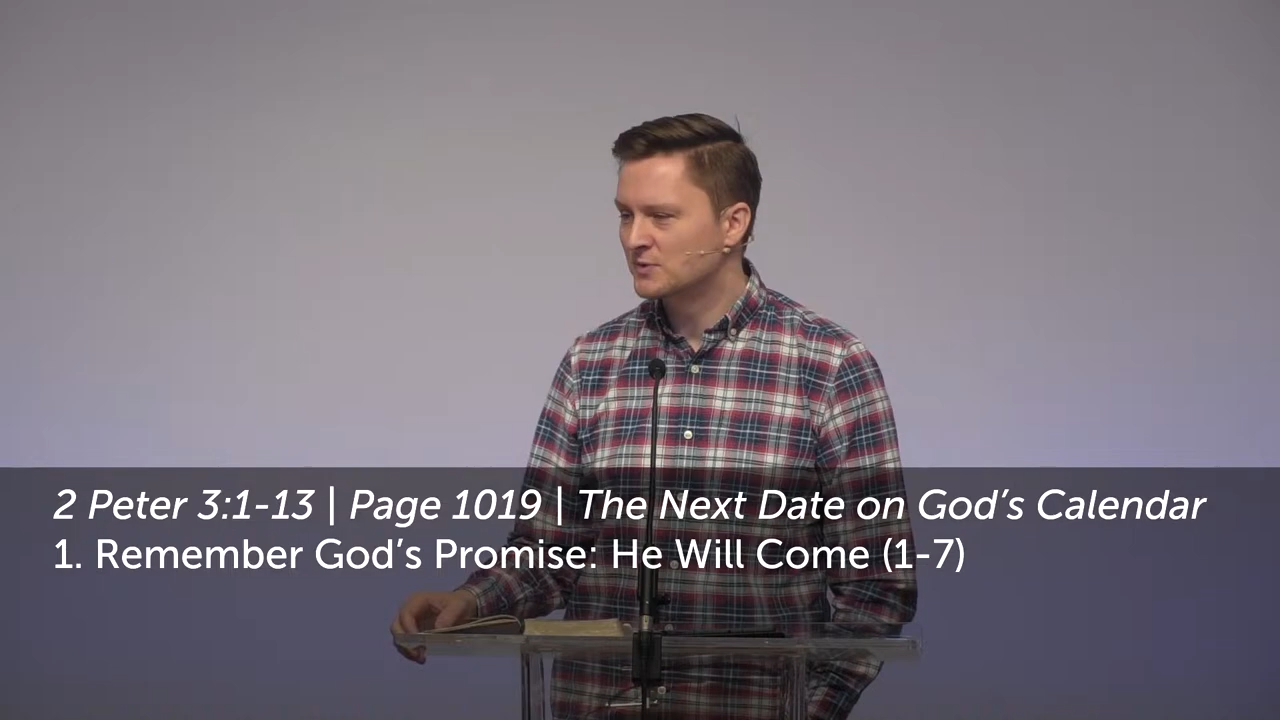 2 Peter 3:1-13 | Page 1019 | The Next Date on God’s Calendar
1. Remember God’s Promise: He Will Come (1-7)